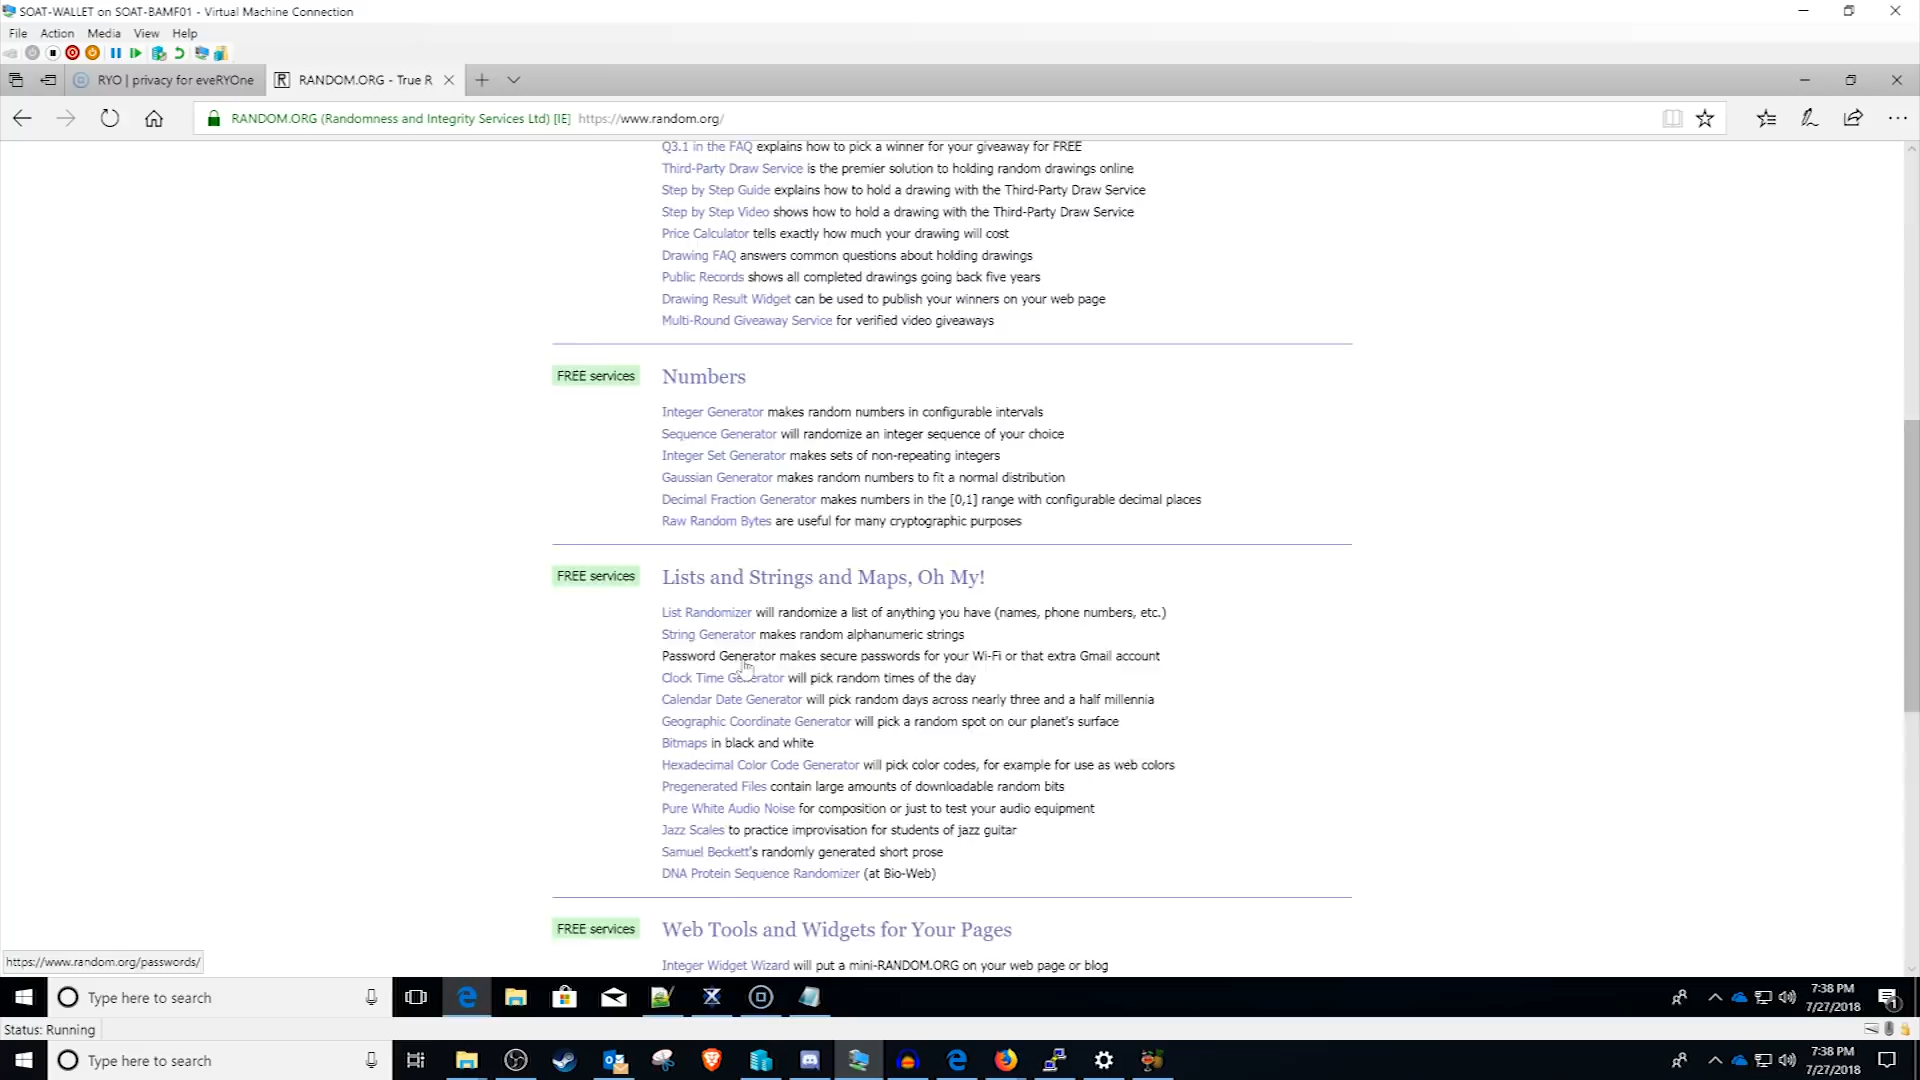 SOAT-WALLET on SOAT-BAMF01 - Virtual Machine Connection
File Action Media View Help
RYO | privacy for eveRYOne
RANDOM.ORG - True R
RANDOM.ORG (Randomness and Integrity Services Ltd) [IE] https://www.random.org/
Q3.1 in the FAQ explains how to pick a winner for your giveaway for FREE
Third-Party Draw Service is the premier solution to holding random drawings online
Step by Step Guide explains how to hold a drawing with the Third-Party Draw Service
Step by Step Video shows how to hold a drawing with the Third-Party Draw Service
Price Calculator tells exactly how much your drawing will cost
Drawing FAQ answers common questions about holding drawings
Public Records shows all completed drawings going back five years
Drawing Result Widget can be used to publish your winners on your web page
Multi-Round Giveaway Service for verified video giveaways
FREE services
Numbers
Integer Generator makes random numbers in configurable intervals
Sequence Generator will randomize an integer sequence of your choice
Integer Set Generator makes sets of non-repeating integers
Gaussian Generator makes random numbers to fit a normal distribution
Decimal Fraction Generator makes numbers in the [0,1] range with configurable decimal places
Raw Random Bytes are useful for many cryptographic purposes
FREE services
Lists and Strings and Maps, Oh My!
List Randomizer will randomize a list of anything you have (names, phone numbers, etc.)
String Generator makes random alphanumeric strings
Password Generator makes secure passwords for your Wi-Fi or that extra Gmail account
Clock Time Generator will pick random times of the day
Calendar Date Generator will pick random days across nearly three and a half millennia
Geographic Coordinate Generator will pick a random spot on our planet's surface
Bitmaps in black and white
Hexadecimal Color Code Generator will pick color codes, for example for use as web colors
Pregenerated Files contain large amounts of downloadable random bits
Pure White Audio Noise for composition or just to test your audio equipment
Jazz Scales to practice improvisation for students of jazz guitar
Samuel Beckett's randomly generated short prose
DNA Protein Sequence Randomizer (at Bio-Web)
FREE services
Web Tools and Widgets for Your Pages
Integer Widget Wizard will put a mini-RANDOM.ORG on your web page or blog
https://www.random.org/passwords/
Type here to search
7:38 PM
7/27/2018
1
Status: Running
Type here to search
7:38 PM
7/27/2018